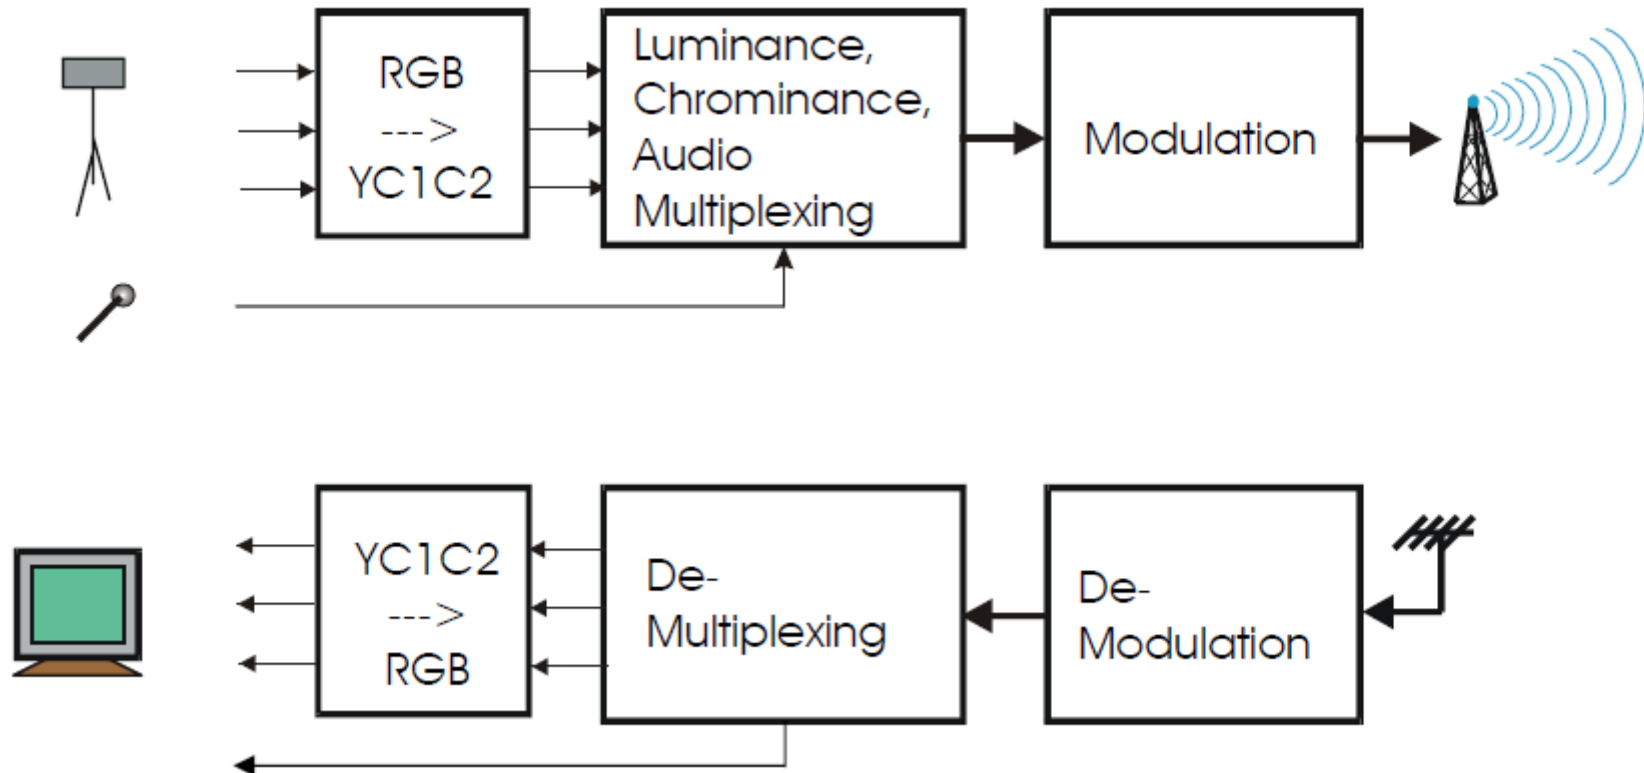 RGB
--->
YC1C2
Luminance,
Chrominance,
Audio
Multiplexing
Modulation
YC1C2
--->
RGB
De-
Multiplexing
De-
Modulation